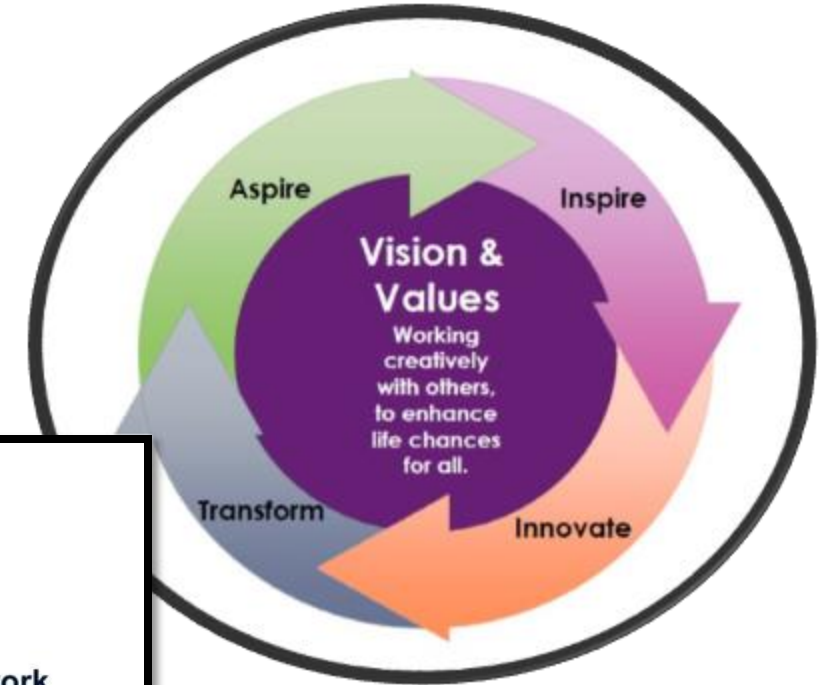 Aspire
Inspire
Vision &
Values
Working
creatively
with others,
to enhance
life chances
for all.
Transform
Innovate